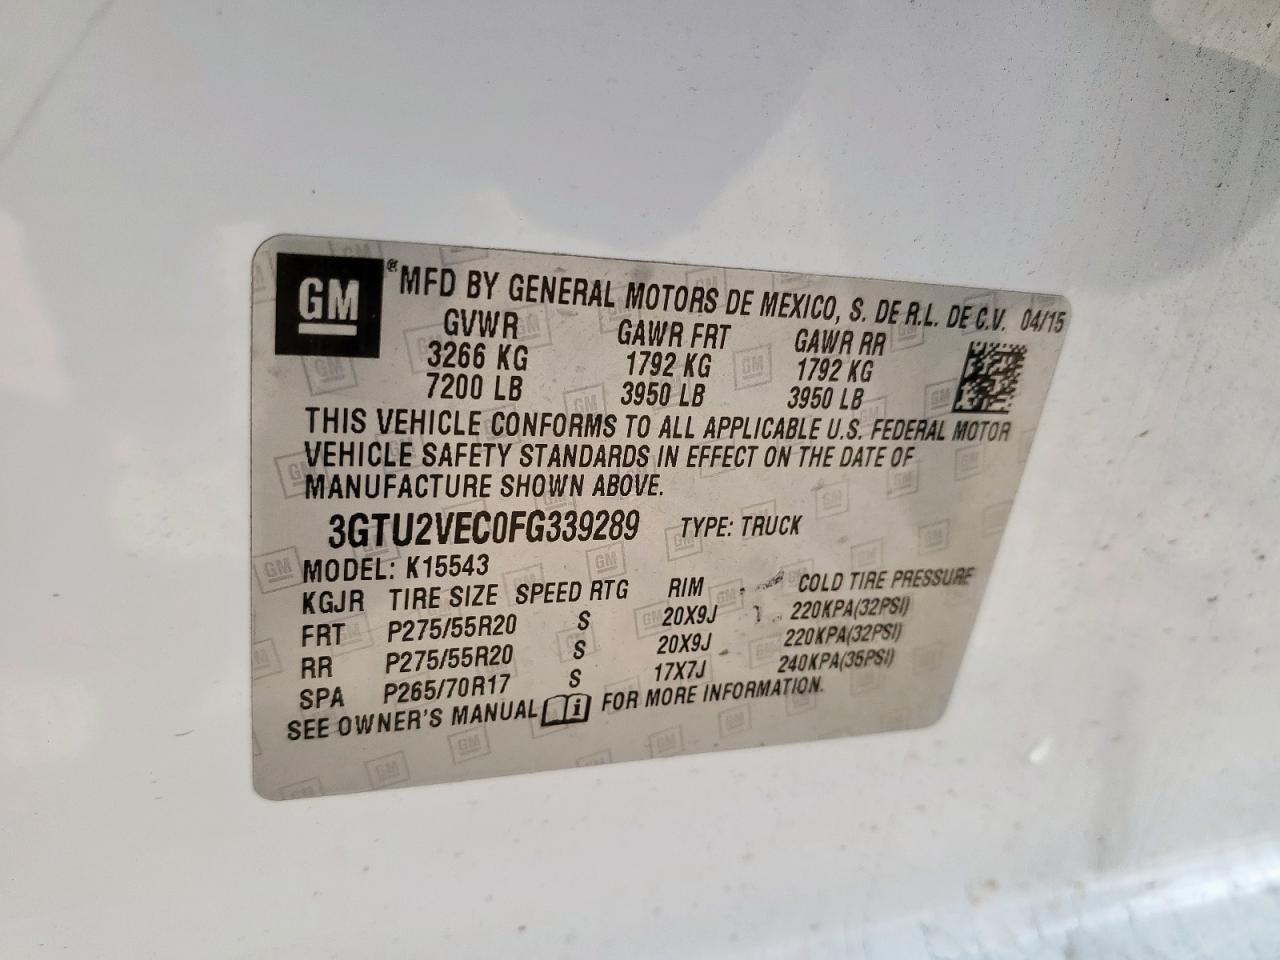 GM ® MFD BY GENERAL MOTORS DE MEXICO, S. DE R.L. DE C.V. 04/15
GVWR GAWR FRT GAWR RR
3266 KG 1792 KG 1792 KG
7200 LB 3950 LB 3950 LB
THIS VEHICLE CONFORMS TO ALL APPLICABLE U.S. FEDERAL MOTOR
VEHICLE SAFETY STANDARDS IN EFFECT ON THE DATE OF
MANUFACTURE SHOWN ABOVE.
3GTU2VEC0FG339289 TYPE: TRUCK
MODEL: K15543
KGJR TIRE SIZE SPEED RTG RIM COLD TIRE PRESSURE
FRT P275/55R20 S 20X9J 220KPA(32PSI)
RR P275/55R20 S 20X9J 220KPA(32PSI)
SPA P265/70R17 S 17X7J 240KPA(35PSI)
SEE OWNER'S MANUAL FOR MORE INFORMATION.